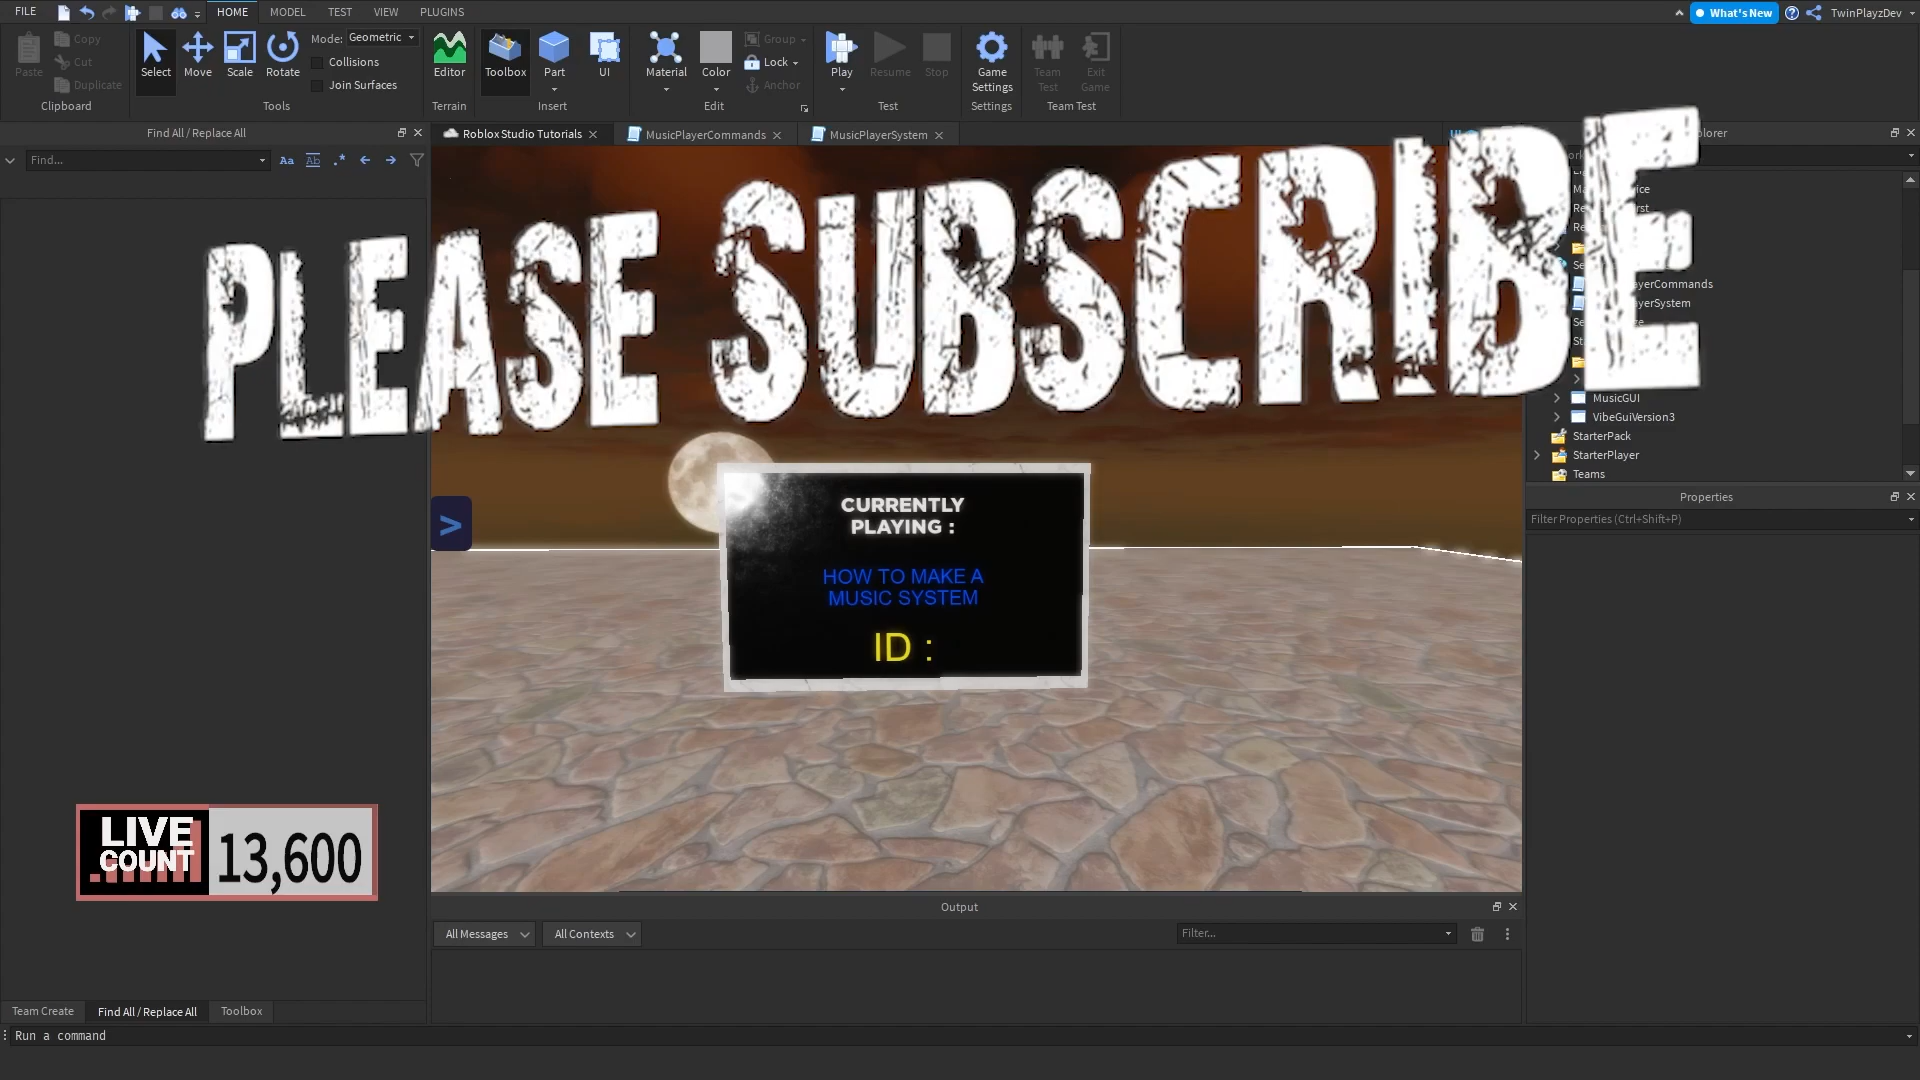 FILE
HOME
MODEL
TEST
VIEW
PLUGINS
What's New
TwinPlayzDev
Paste
Copy
Cut
Duplicate
Clipboard
Select
Move
Scale
Rotate
Mode: Geometric
Collisions
Join Surfaces
Tools
Editor
Terrain
Toolbox
Part
UI
Insert
Material
Color
Group
Lock
Anchor
Edit
Play
Resume
Stop
Test
Game
Settings
Settings
Team
Test
Exit
Game
Team Test
Find All / Replace All
Find...
Aa
Ab
.*
Roblox Studio Tutorials
MusicPlayerCommands
MusicPlayerSystem
PLEASE SUBSCRIBE
MusicGUI
VibeGuiVersion3
StarterPack
StarterPlayer
Teams
Properties
Filter Properties (Ctrl+Shift+P)
>
CURRENTLY
PLAYING :
HOW TO MAKE A
MUSIC SYSTEM
ID :
LIVE
COUNT
13,600
Output
All Messages
All Contexts
Filter...
Team Create
Find All / Replace All
Toolbox
Run a command